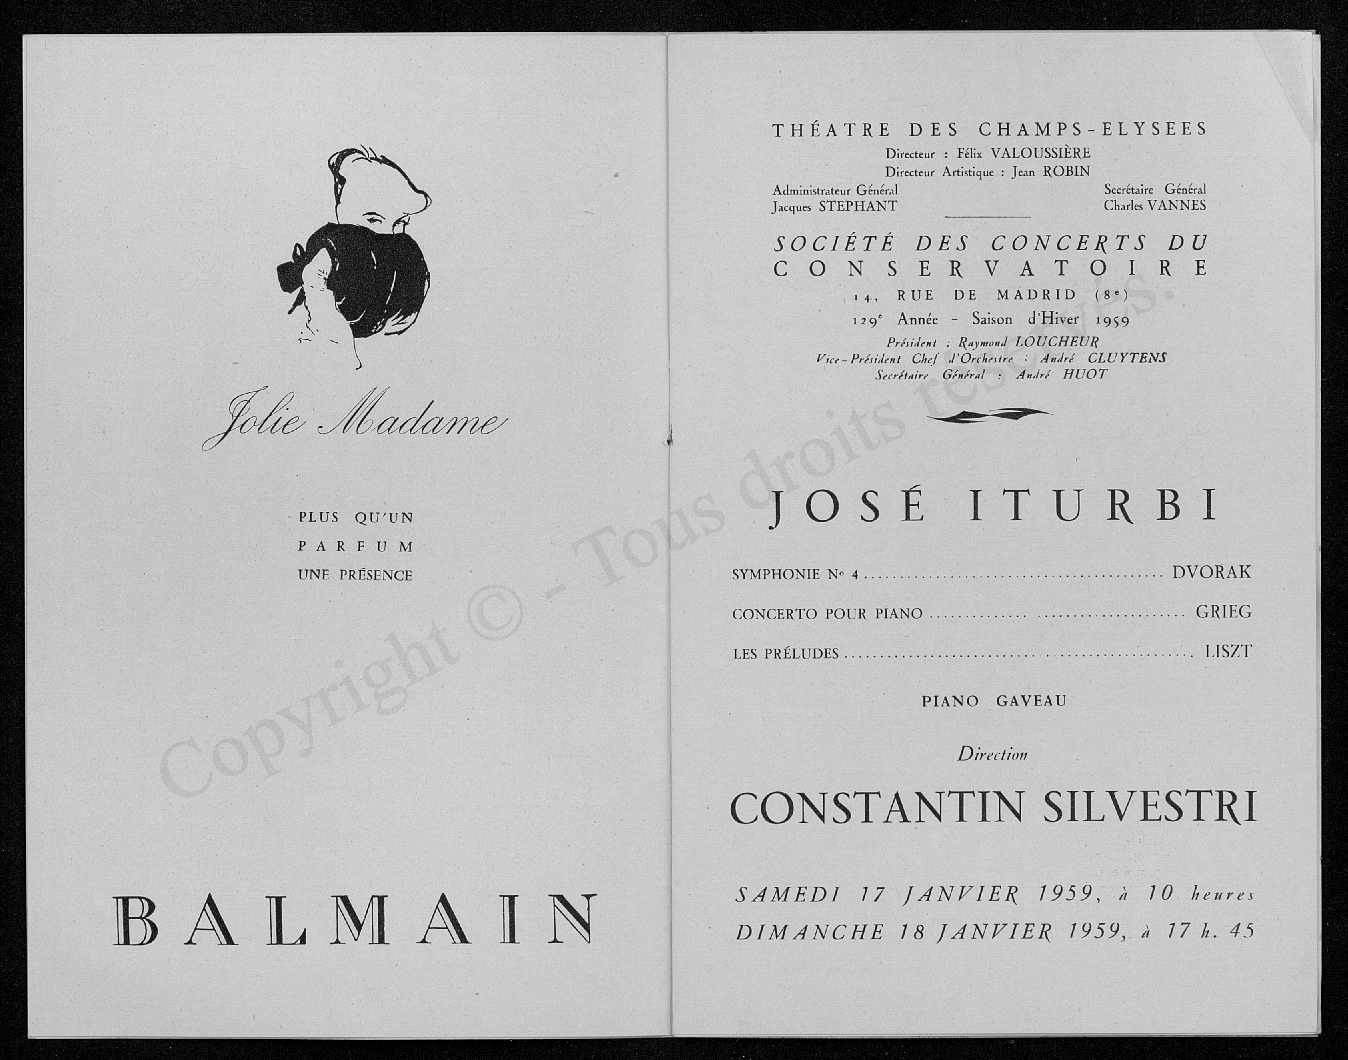 Jolie Madame
PLUS QU'UN
PARFUM
UNE PRÉSENCE
BALMAIN
THÉATRE DES CHAMPS-ELYSEES
Directeur : Félix VALOUSSIÈRE
Directeur Artistique : Jean ROBIN
Administrateur Général
Jacques STEPHANT
Secrétaire Général
Charles VANNES
SOCIÉTÉ DES CONCERTS DU
CONSERVATOIRE
14, RUE DE MADRID (8e)
129e Année - Saison d'Hiver 1959
Président : Raymond LOUCHEUR
Vice-Président Chef d'Orchestre : André CLUYTENS
Secrétaire Général : André HUOT
JOSÉ ITURBI
SYMPHONIE No 4 ........................................ DVORAK
CONCERTO POUR PIANO ................................... GRIEG
LES PRÉLUDES .............................................. LISZT
PIANO GAVEAU
Direction
CONSTANTIN SILVESTRI
SAMEDI 17 JANVIER 1959, à 10 heures
DIMANCHE 18 JANVIER 1959, à 17 h. 45
Copyright © - Tous droits reservés.